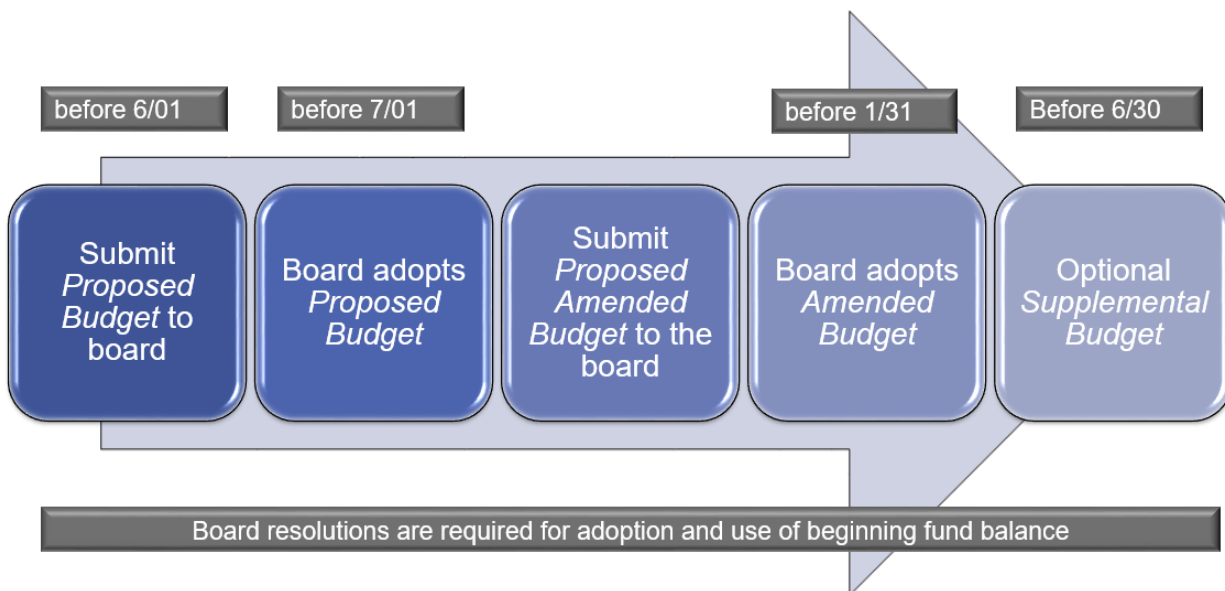 before 6/01
before 7/01
before 1/31
Before 6/30
Submit
Proposed
Budget to
board
Board adopts
Proposed
Budget
Submit
Proposed
Amended
Budget to the
board
Board adopts
Amended
Budget
Optional
Supplemental
Budget
Board resolutions are required for adoption and use of beginning fund balance